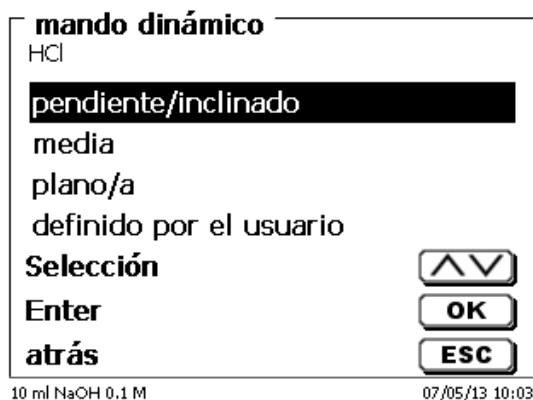 mando dinámico
HCl
pendiente/inclinado
media
plano/a
definido por el usuario
Selección
Enter OK
atrás ESC
10 ml NaOH 0.1 M 07/05/13 10:03